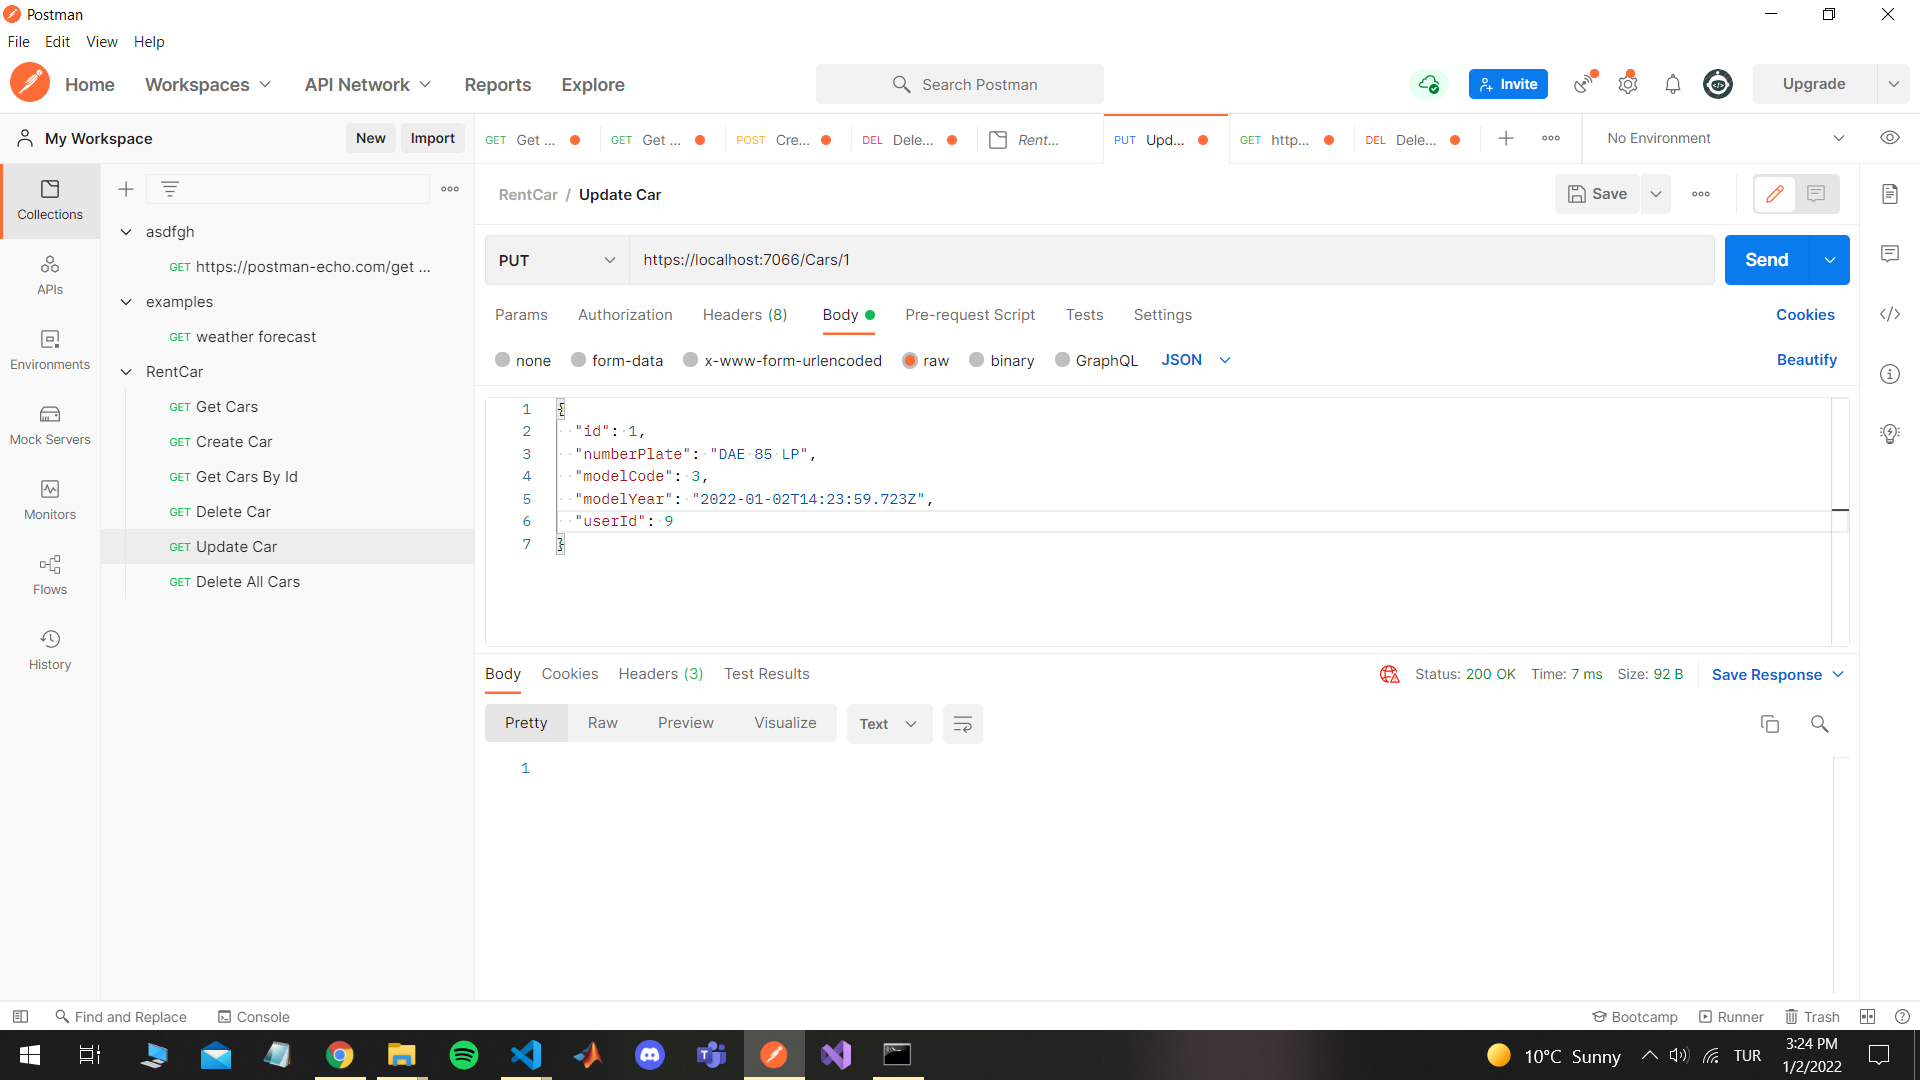 Postman
File Edit View Help
Home Workspaces API Network Reports Explore
Search Postman
Invite
Upgrade
My Workspace
New
Import
GET Get ...
GET Get ...
POST Cre...
DEL Dele...
Rent...
PUT Upd...
GET http...
DEL Dele...
No Environment
Collections
APIs
Environments
Mock Servers
Monitors
Flows
History
asdfgh
GET https://postman-echo.com/get ...
examples
GET weather forecast
RentCar
GET Get Cars
GET Create Car
GET Get Cars By Id
GET Delete Car
GET Update Car
GET Delete All Cars
RentCar / Update Car
Save
PUT
https://localhost:7066/Cars/1
Send
Params Authorization Headers (8) Body Pre-request Script Tests Settings
Cookies
none form-data x-www-form-urlencoded raw binary GraphQL JSON
Beautify
1 {
2 "id": 1,
3 "numberPlate": "DAE 85 LP",
4 "modelCode": 3,
5 "modelYear": "2022-01-02T14:23:59.723Z",
6 "userId": 9
7 }
Body Cookies Headers (3) Test Results
Status: 200 OK Time: 7 ms Size: 92 B
Save Response
Pretty Raw Preview Visualize Text
1
Find and Replace Console
Bootcamp Runner Trash
10°C Sunny
TUR
3:24 PM
1/2/2022